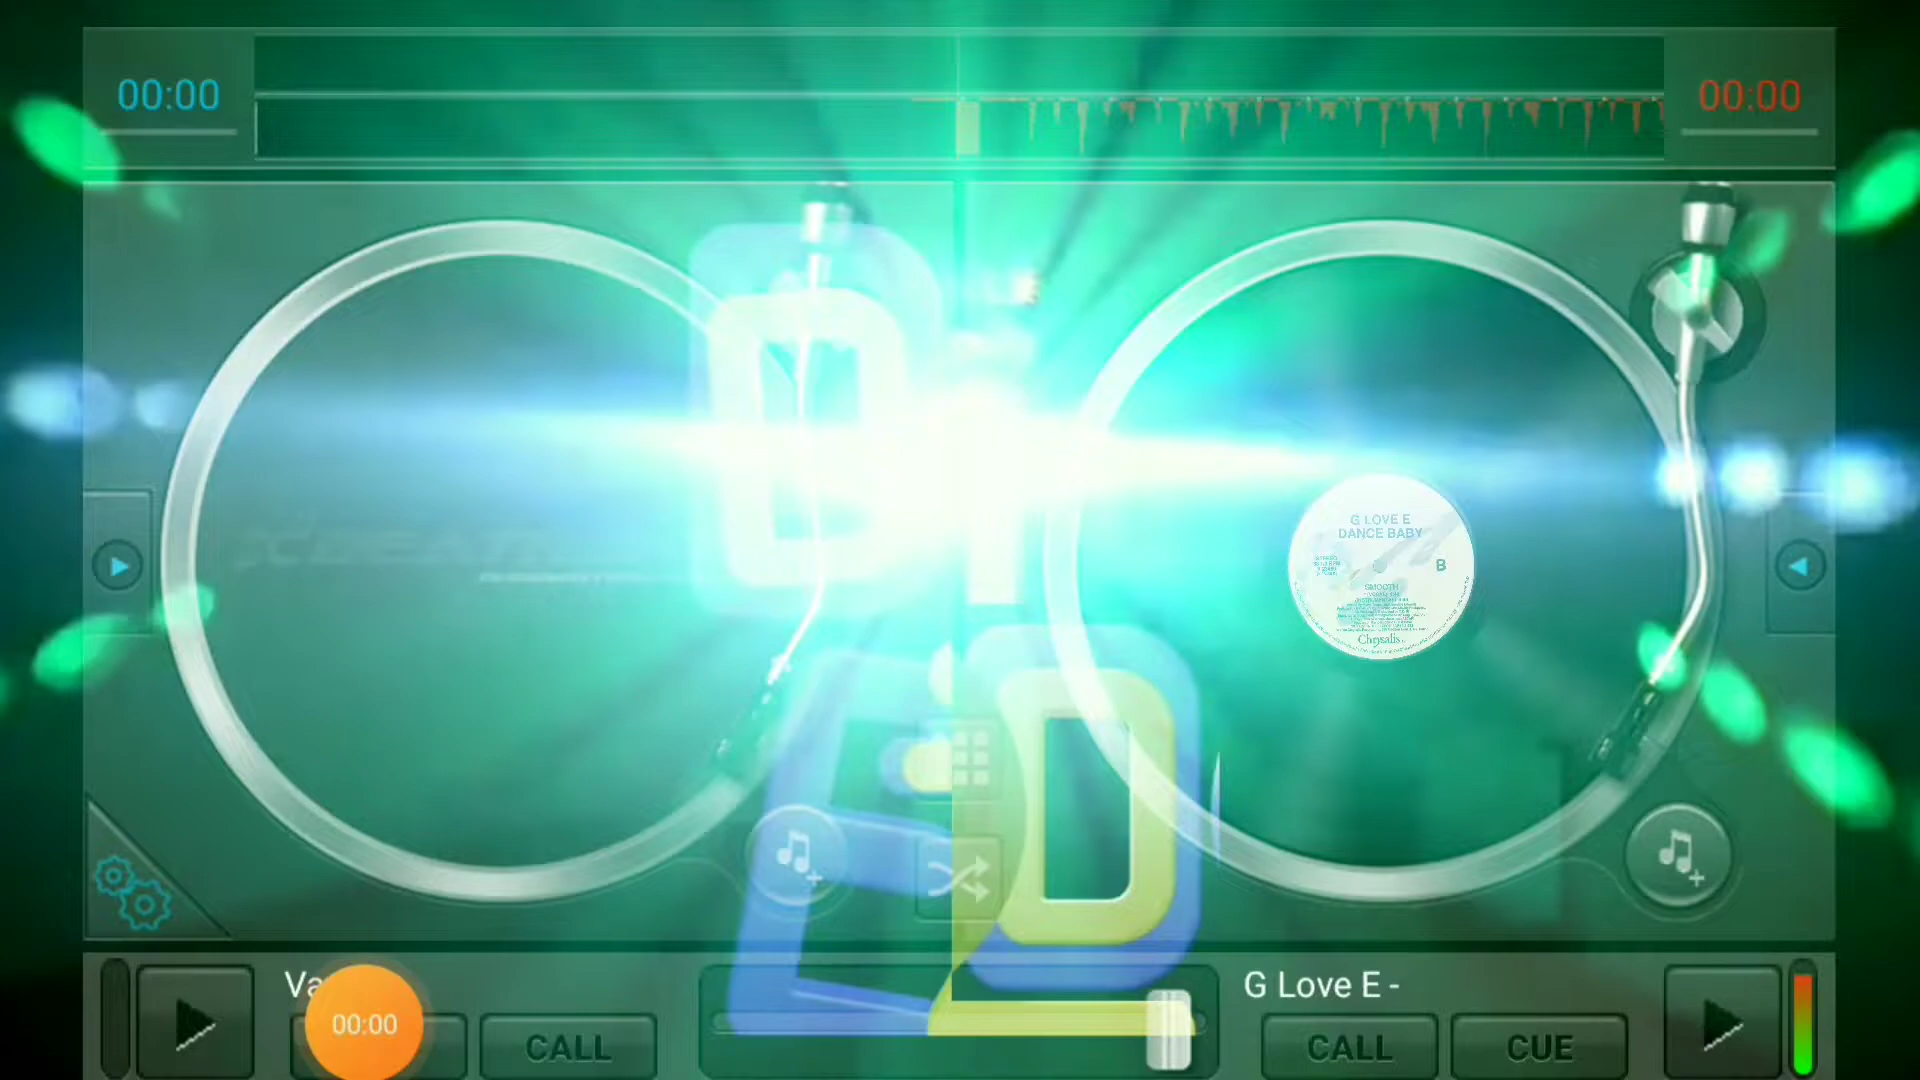 00:00
00:00
G LOVE E
DANCE BABY
B
SMOOTH
Chrysalis
Va
G Love E -
00:00
CALL
CALL
CUE